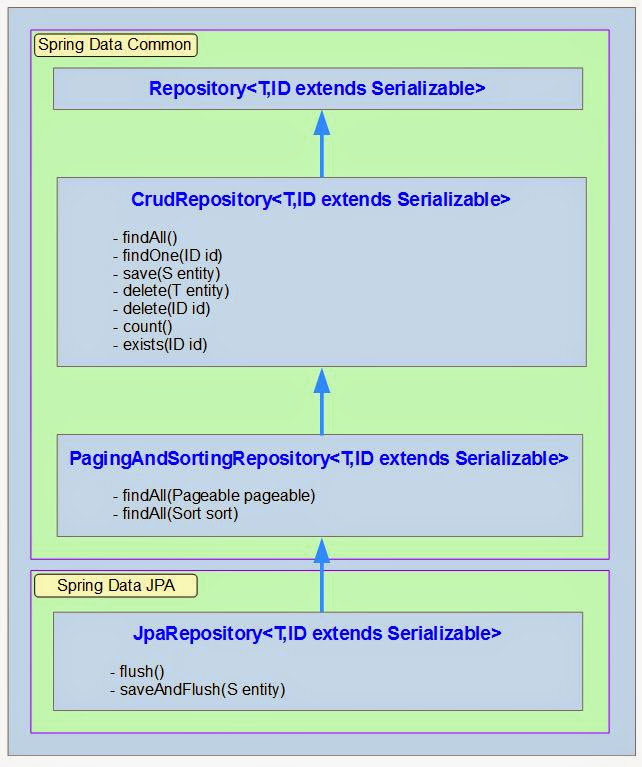 Spring Data Common
Repository<T,ID extends Serializable>
CrudRepository<T,ID extends Serializable>
- findAll()
- findOne(ID id)
- save(S entity)
- delete(T entity)
- delete(ID id)
- count()
- exists(ID id)
PagingAndSortingRepository<T,ID extends Serializable>
- findAll(Pageable pageable)
- findAll(Sort sort)
Spring Data JPA
JpaRepository<T,ID extends Serializable>
- flush()
- saveAndFlush(S entity)